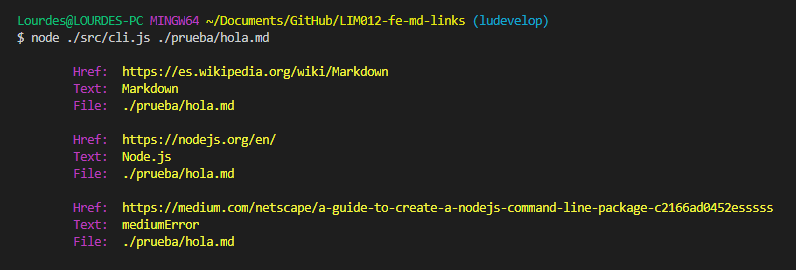 Lourdes@LOURDES-PC MINGW64 ~/Documents/GitHub/LIM012-fe-md-links (ludevelop)
$ node ./src/cli.js ./prueba/hola.md
Href: https://es.wikipedia.org/wiki/Markdown
Text: Markdown
File: ./prueba/hola.md
Href: https://nodejs.org/en/
Text: Node.js
File: ./prueba/hola.md
Href: https://medium.com/netscape/a-guide-to-create-a-nodejs-command-line-package-c2166ad0452esssss
Text: mediumError
File: ./prueba/hola.md